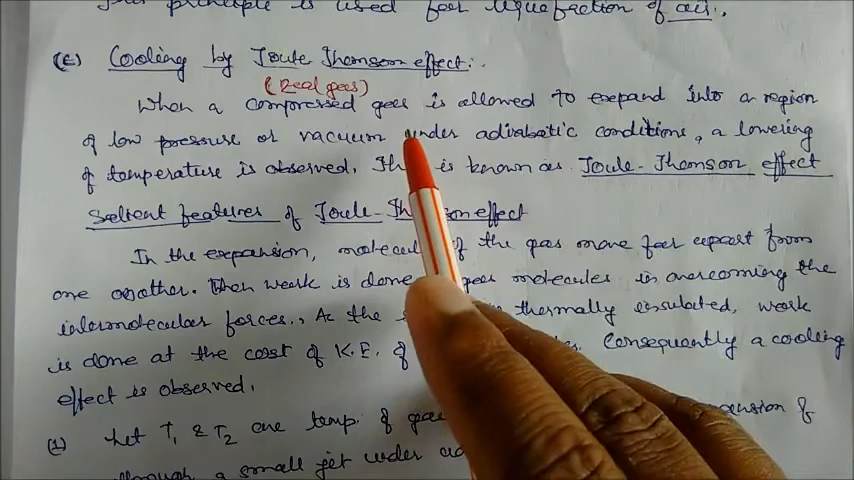 This principle is used for liquefaction of air.
(C) Cooling by Joule Thomson effect:
(Real gas)
When a compressed gas is allowed to expand into a region
of low pressure or vacuum under adiabatic conditions, a lowering
of temperature is observed. This is known as Joule-Thomson effect
Salient features of Joule-Thomson effect
In the expansion, molecules of the gas move far apart from
one another. Then work is done gas molecules in overcoming the
intermolecular forces. As the thermally insulated, work
is done at the cost of K.E. of Consequently a cooling
effect is observed.
(1) Let T₁ & T₂ are temp. of gas expansion of
through a small jet under